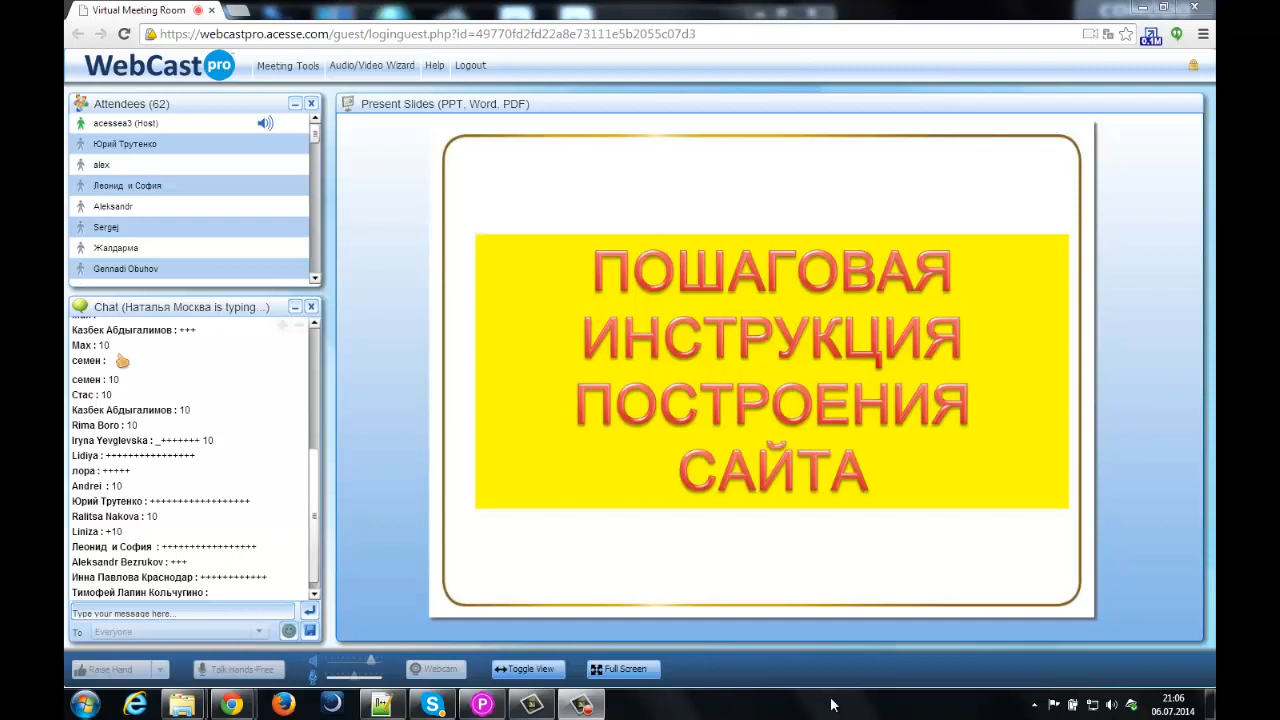 Virtual Meeting Room
https://webcastpro.acesse.com/guest/loginguest.php?id=49770fd2fd22a8e73111e5b2055c07d3
0.1M
WebCast pro
Meeting Tools
Audio/Video Wizard
Help
Logout
Attendees (62)
acessea3 (Host)
Юрий Трутенко
alex
Леонид и София
Aleksandr
Sergej
Жалдарма
Gennadi Obuhov
Chat (Наталья Москва is typing...)
Казбек Абдыгалимов : +++
Max : 10
семен :
семен : 10
Стас : 10
Казбек Абдыгалимов : 10
Rima Boro : 10
Iryna Yevglevska : _+++++++ 10
Lidiya : ++++++++++++++++
лора : +++++
Andrei : 10
Юрий Трутенко : ++++++++++++++++++
Ralitsa Nakova : 10
Liniza : +10
Леонид и София : +++++++++++++++++
Aleksandr Bezrukov : +++
Инна Павлова Краснодар : ++++++++++++
Тимофей Лапин Кольчугино :
Type your message here...
To
Everyone
Present Slides (PPT, Word, PDF)
ПОШАГОВАЯ
ИНСТРУКЦИЯ
ПОСТРОЕНИЯ
САЙТА
Raise Hand
Talk Hands-Free
Webcam
Toggle View
Full Screen
21:06
06.07.2014